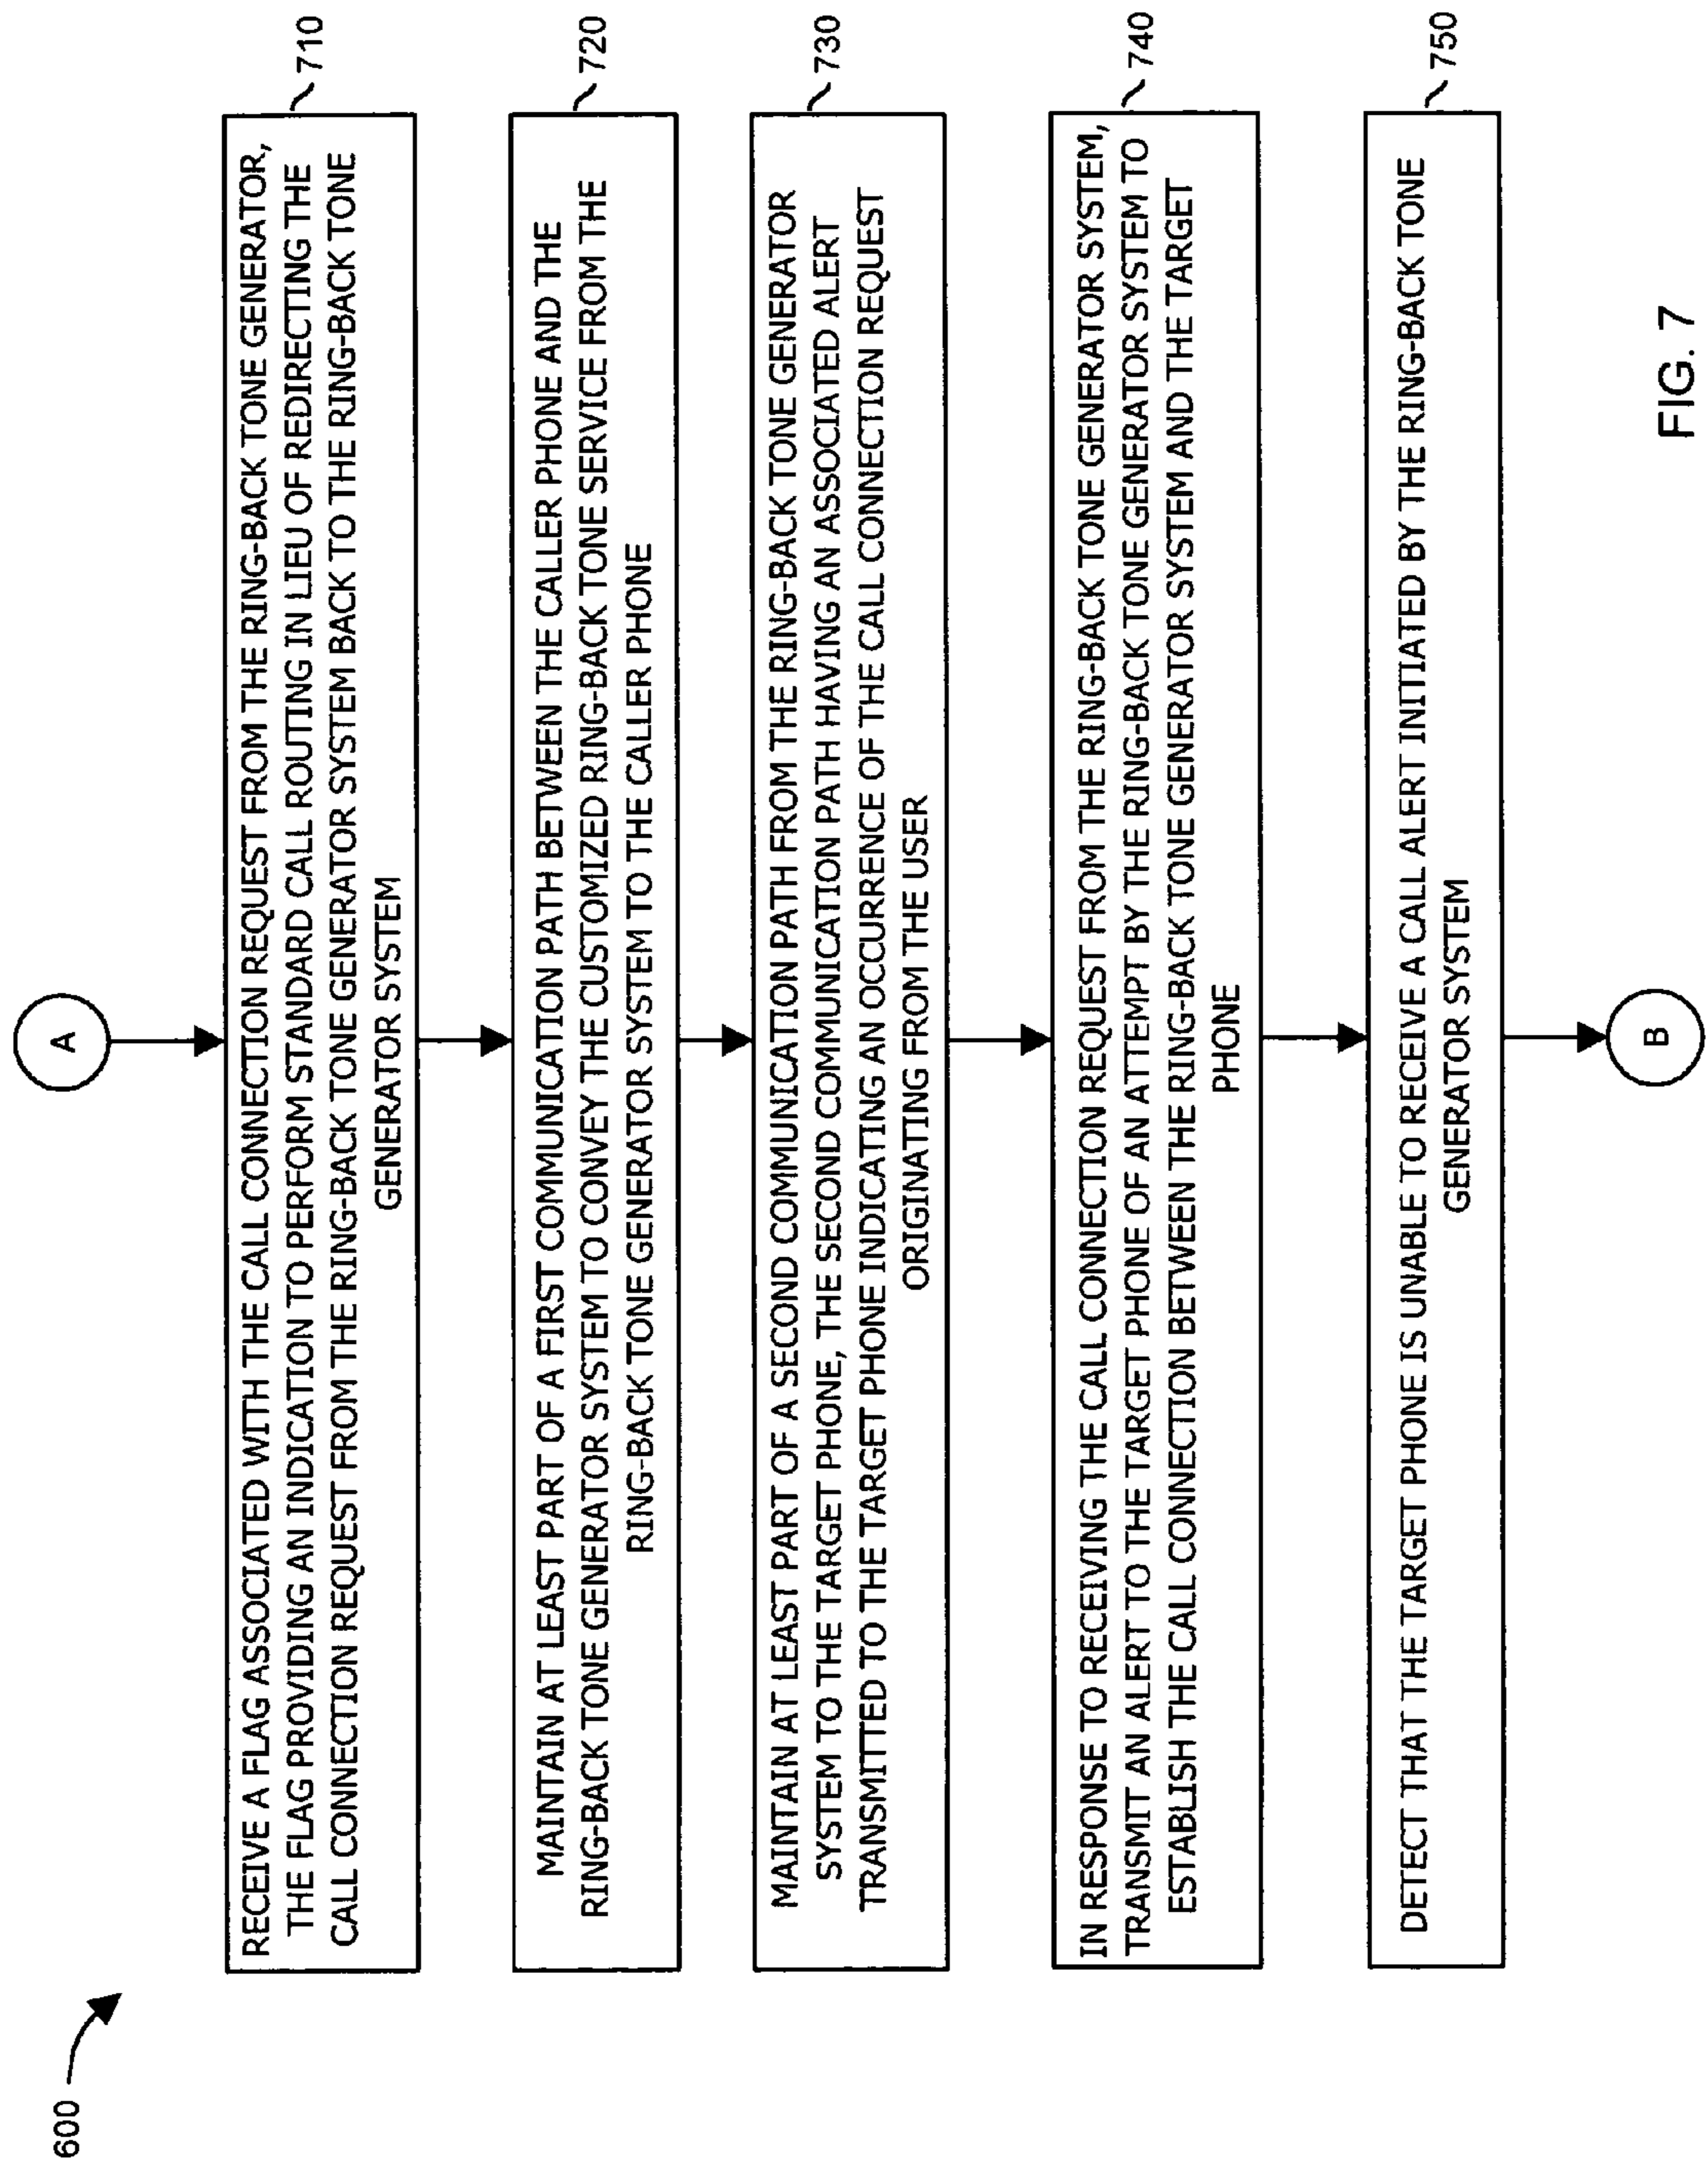 600
A
RECEIVE A FLAG ASSOCIATED WITH THE CALL CONNECTION REQUEST FROM THE RING-BACK TONE GENERATOR,
THE FLAG PROVIDING AN INDICATION TO PERFORM STANDARD CALL ROUTING IN LIEU OF REDIRECTING THE
CALL CONNECTION REQUEST FROM THE RING-BACK TONE GENERATOR SYSTEM BACK TO THE RING-BACK TONE
GENERATOR SYSTEM
710
MAINTAIN AT LEAST PART OF A FIRST COMMUNICATION PATH BETWEEN THE CALLER PHONE AND THE
RING-BACK TONE GENERATOR SYSTEM TO CONVEY THE CUSTOMIZED RING-BACK TONE SERVICE FROM THE
RING-BACK TONE GENERATOR SYSTEM TO THE CALLER PHONE
720
MAINTAIN AT LEAST PART OF A SECOND COMMUNICATION PATH FROM THE RING-BACK TONE GENERATOR
SYSTEM TO THE TARGET PHONE, THE SECOND COMMUNICATION PATH HAVING AN ASSOCIATED ALERT
TRANSMITTED TO THE TARGET PHONE INDICATING AN OCCURRENCE OF THE CALL CONNECTION REQUEST
ORIGINATING FROM THE USER
730
IN RESPONSE TO RECEIVING THE CALL CONNECTION REQUEST FROM THE RING-BACK TONE GENERATOR SYSTEM,
TRANSMIT AN ALERT TO THE TARGET PHONE OF AN ATTEMPT BY THE RING-BACK TONE GENERATOR SYSTEM TO
ESTABLISH THE CALL CONNECTION BETWEEN THE RING-BACK TONE GENERATOR SYSTEM AND THE TARGET
PHONE
740
DETECT THAT THE TARGET PHONE IS UNABLE TO RECEIVE A CALL ALERT INITIATED BY THE RING-BACK TONE
GENERATOR SYSTEM
750
B
FIG. 7